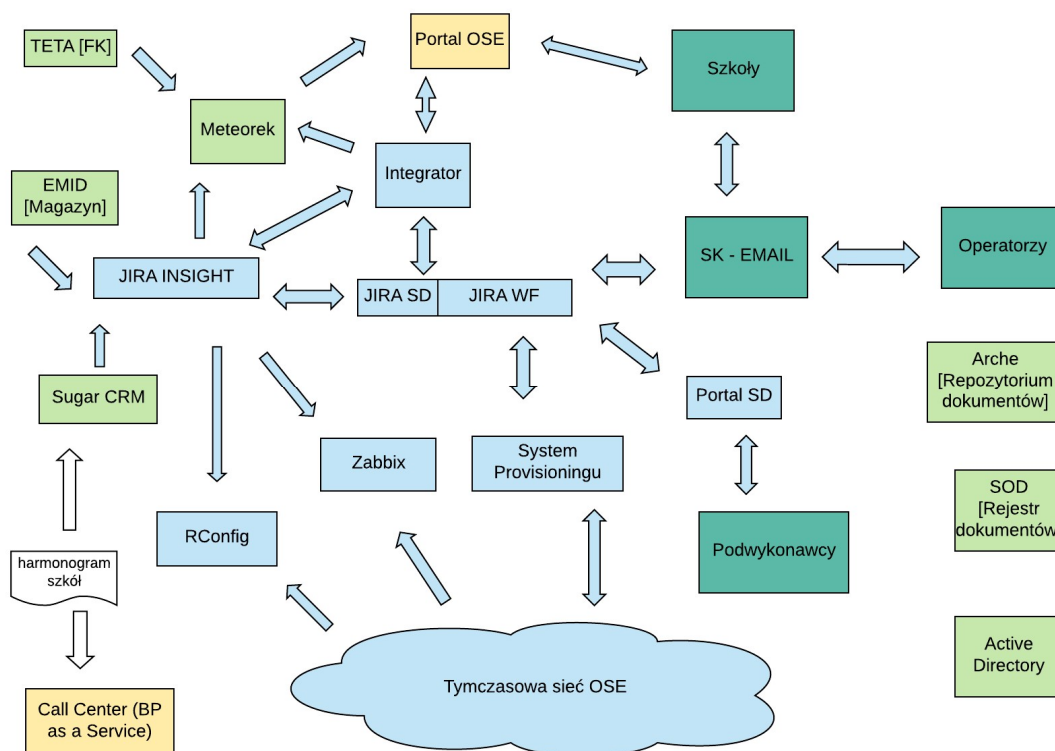 TETA [FK]
Portal OSE
Szkoły
Meteorek
Integrator
EMID
[Magazyn]
SK - EMAIL
Operatorzy
JIRA INSIGHT
JIRA SD
JIRA WF
Arche
[Repozytorium
dokumentów]
Sugar CRM
Portal SD
Zabbix
System
Provisioningu
SOD
[Rejestr
dokumentów
RConfig
Podwykonawcy
harmonogram
szkół
Active
Directory
Tymczasowa sieć OSE
Call Center (BP
as a Service)